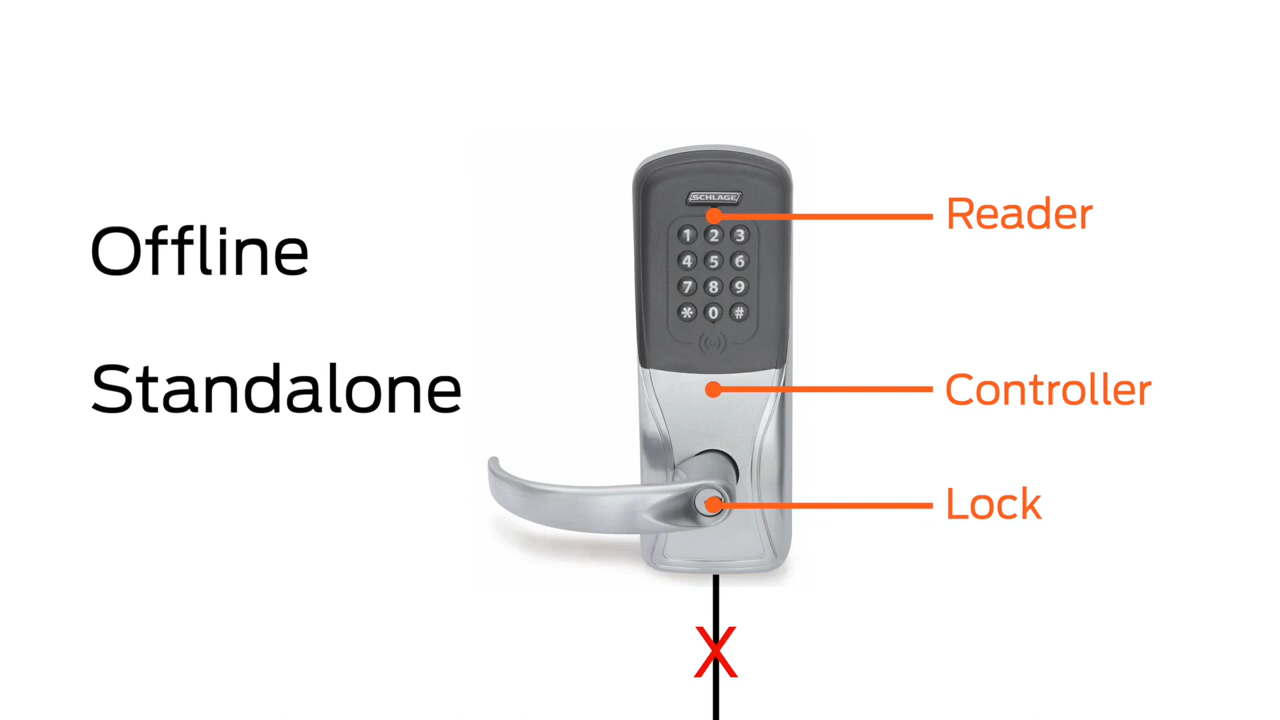 Offline
Standalone
SCHLAGE
1 2 3
4 5 6
7 8 9
* 0 #
Reader
Controller
Lock
X